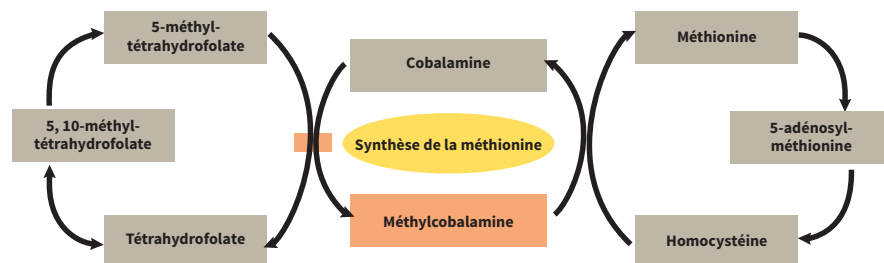 5-méthyl-
tétrahydrofolate
5, 10-méthyl-
tétrahydrofolate
Tétrahydrofolate
Cobalamine
Synthèse de la méthionine
Méthylcobalamine
Méthionine
5-adénosyl-
méthionine
Homocystéine